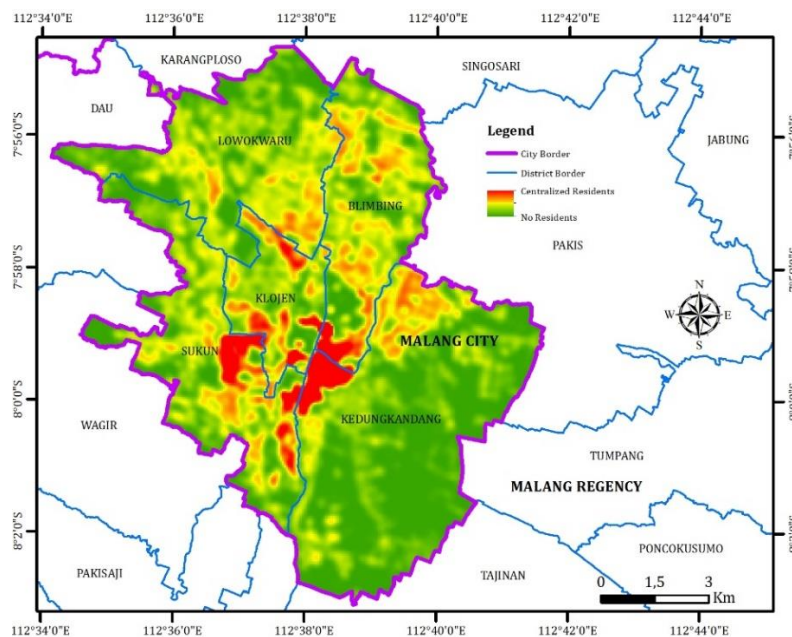 112°34'0"E 112°36'0"E 112°38'0"E 112°40'0"E 112°42'0"E 112°44'0"E
KARANGPLOSO
SINGOSARI
DAU
JABUNG
7°56'0"S
LOWOKWARU
Legend
City Border
District Border
Centralized Residents
No Residents
BLIMBING
PAKIS
7°58'0"S
KLOJEN
N
W E
S
MALANG CITY
SUKUN
8°0'0"S
KEDUNGKANDANG
WAGIR
TUMPANG
MALANG REGENCY
8°2'0"S
PONCOKUSUMO
PAKISAJI
TAJINAN
0 1,5 3
Km
112°34'0"E 112°36'0"E 112°38'0"E 112°40'0"E 112°42'0"E 112°44'0"E